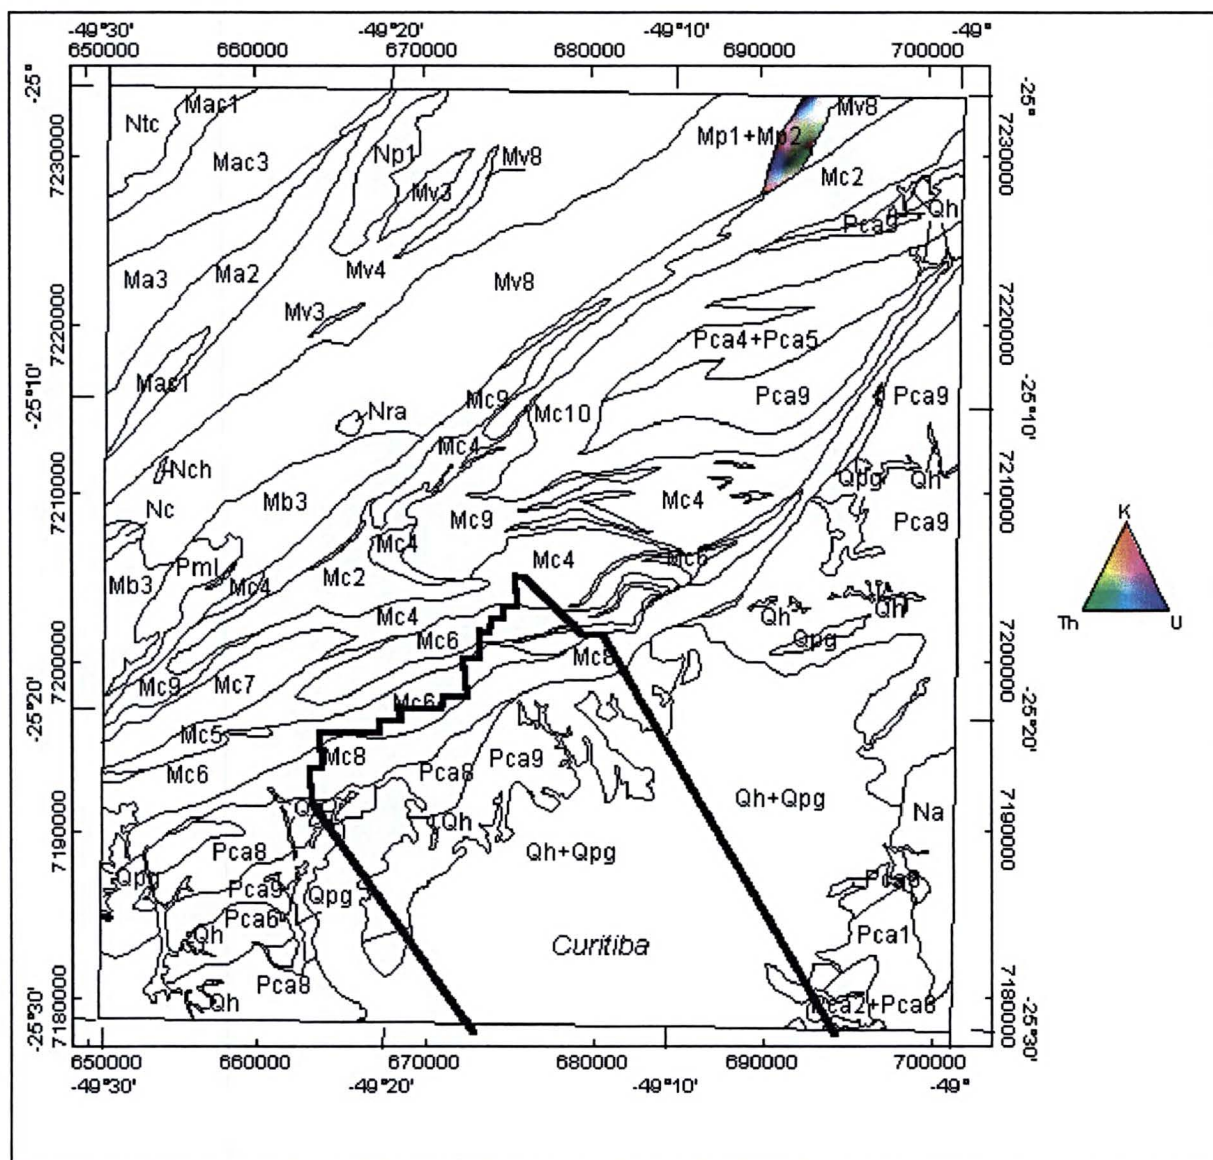 -49°30' -49°20' -49°10' -49°
650000 660000 670000 680000 690000 700000
-25° -25°
Mac1 Mv8
Ntc Mp1+Mp2
7230000 Mac3 Np1 Mv8 7230000
Mv3 Mc2
Qh
Pca9
Ma3 Ma2 Mv4 Mv8
Mv3
7220000 Pca4+Pca5 7220000
Mac1
-25°10' Mc9 Pca9 Pca9 -25°10'
Nra Mc10
Mc4
Nch Qpg Qh
7210000 Nc Mb3 Mc4 7210000
Mc9 Pca9
Mc4
Mb3 Pml Mc4 Mc2 Mc4 Mc6
K
Mc4 Qh Qh
Th U
Mc6 Qpg
7200000 Mc9 Mc7 Mc8 7200000
-25°20' Mc6 -25°20'
Mc5
Mc6 Mc8 Pca8 Pca9
Qh+Qpg Na
7190000 Qh 7190000
Pca8 Qh+Qpg
Pca9 Qpg
Pca6
Qh Curitiba Pca1
Pca8
7180000 Qh 7180000
-25°30' -25°30'
650000 660000 670000 680000 690000 700000
-49°30' -49°20' -49°10' -49°